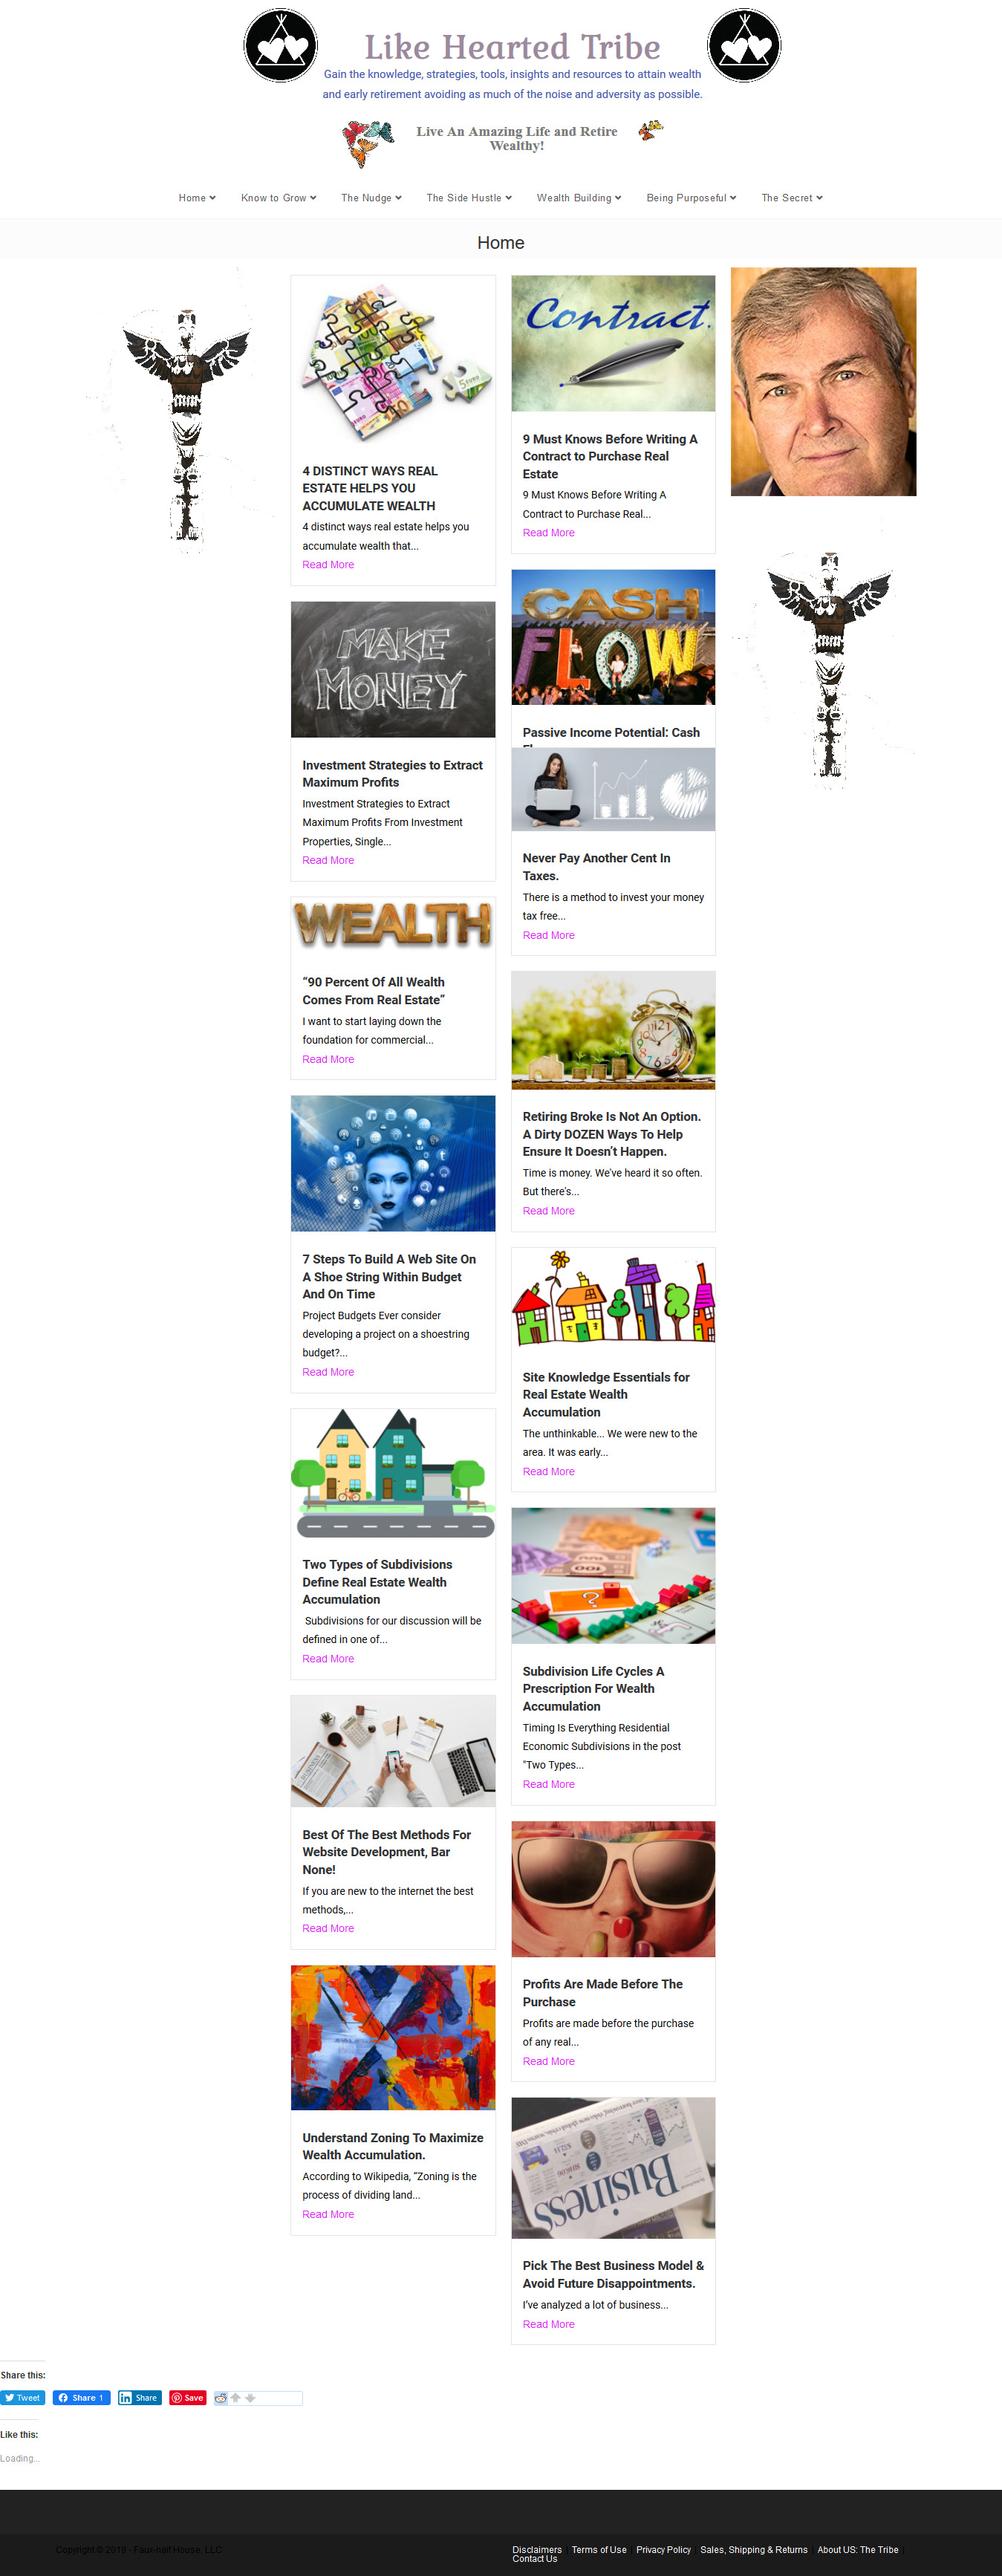 Like Hearted Tribe
Gain the knowledge, strategies, tools, insights and resources to attain wealth
and early retirement avoiding as much of the noise and adversity as possible.
Live An Amazing Life and Retire
Wealthy!
Home
Know to Grow
The Nudge
The Side Hustle
Wealth Building
Being Purposeful
The Secret
Home
4 DISTINCT WAYS REAL
ESTATE HELPS YOU
ACCUMULATE WEALTH
4 distinct ways real estate helps you
accumulate wealth that...
Read More
MAKE
MONEY
Investment Strategies to Extract
Maximum Profits
Investment Strategies to Extract
Maximum Profits From Investment
Properties, Single...
Read More
WEALTH
“90 Percent Of All Wealth
Comes From Real Estate”
I want to start laying down the
foundation for commercial...
Read More
7 Steps To Build A Web Site On
A Shoe String Within Budget
And On Time
Project Budgets Ever consider
developing a project on a shoestring
budget?...
Read More
Two Types of Subdivisions
Define Real Estate Wealth
Accumulation
Subdivisions for our discussion will be
defined in one of...
Read More
Best Of The Best Methods For
Website Development, Bar
None!
If you are new to the internet the best
methods,...
Read More
Understand Zoning To Maximize
Wealth Accumulation.
According to Wikipedia, “Zoning is the
process of dividing land...
Read More
Contract.
9 Must Knows Before Writing A
Contract to Purchase Real
Estate
9 Must Knows Before Writing A
Contract to Purchase Real...
Read More
CASH
FLOW
Passive Income Potential: Cash
Never Pay Another Cent In
Taxes.
There is a method to invest your money
tax free...
Read More
Retiring Broke Is Not An Option.
A Dirty DOZEN Ways To Help
Ensure It Doesn’t Happen.
Time is money. We've heard it so often.
But there's...
Read More
Site Knowledge Essentials for
Real Estate Wealth
Accumulation
The unthinkable... We were new to the
area. It was early...
Read More
Subdivision Life Cycles A
Prescription For Wealth
Accumulation
Timing Is Everything Residential
Economic Subdivisions in the post
"Two Types...
Read More
Profits Are Made Before The
Purchase
Profits are made before the purchase
of any real...
Read More
Business
Pick The Best Business Model &
Avoid Future Disappointments.
I’ve analyzed a lot of business...
Read More
Share this:
Tweet
Share 1
Share
Save
Like this:
Loading...
Disclaimers
Terms of Use
Privacy Policy
Sales, Shipping & Returns
About US: The Tribe
Contact Us